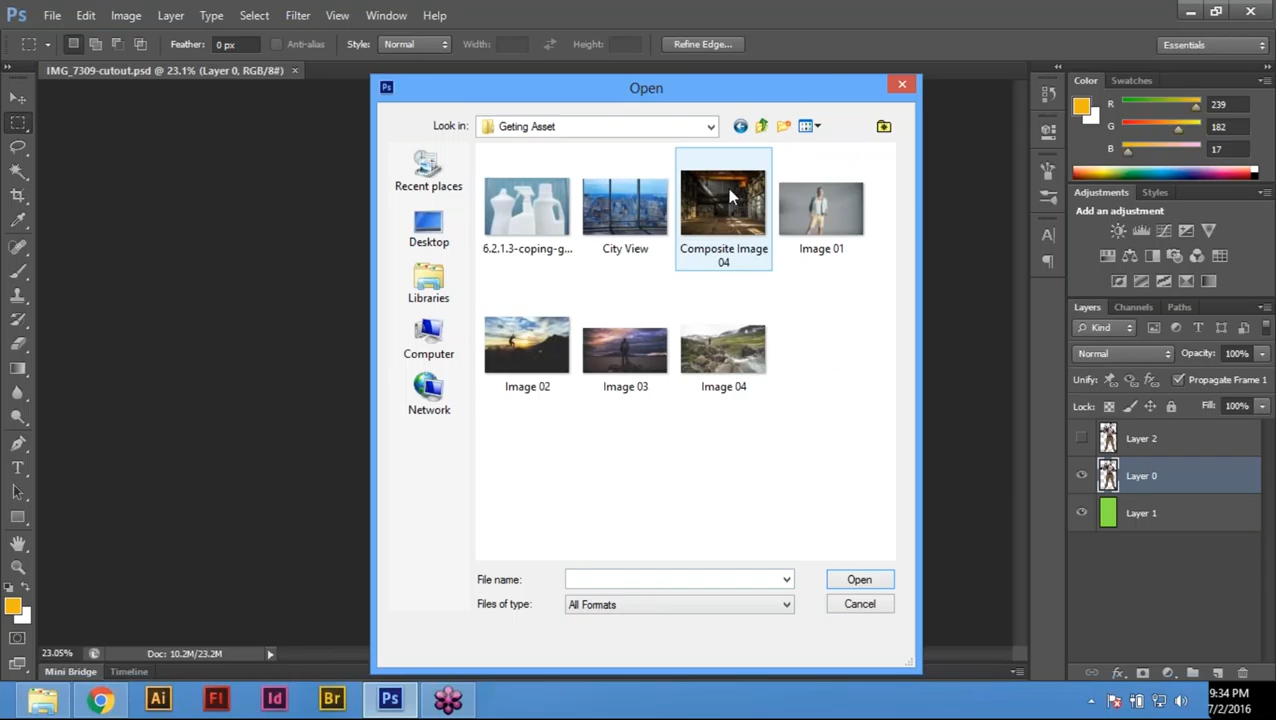 Ps File Edit Image Layer Type Select Filter View Window Help
Feather: 0 px Anti-alias Style: Normal Width: Height: Refine Edge... Essentials
IMG_7309-cutout.psd @ 23.1% (Layer 0, RGB/8#) ×
Ps Open
Look in: Geting Asset
Recent places
Desktop
Libraries
Computer
Network
6.2.1.3-coping-g... City View Composite Image 04 Image 01
Image 02 Image 03 Image 04
File name: Open
Files of type: All Formats Cancel
Color Swatches
R 239
G 182
B 17
Adjustments Styles
Add an adjustment
Layers Channels Paths
Kind
Normal Opacity: 100%
Unify: Propagate Frame 1
Lock: Fill: 100%
Layer 2
Layer 0
Layer 1
23.05% Doc: 10.2M/23.2M
Mini Bridge Timeline
Ai Fl Id Br Ps
9:34 PM
7/2/2016